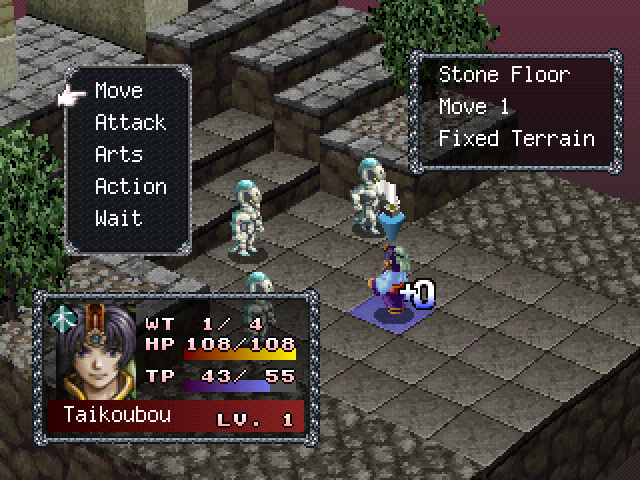 Move
Attack
Arts
Action
Wait
Stone Floor
Move 1
Fixed Terrain
+0
WT 1/ 4
HP 108/108
TP 43/ 55
Taikoubou LV. 1